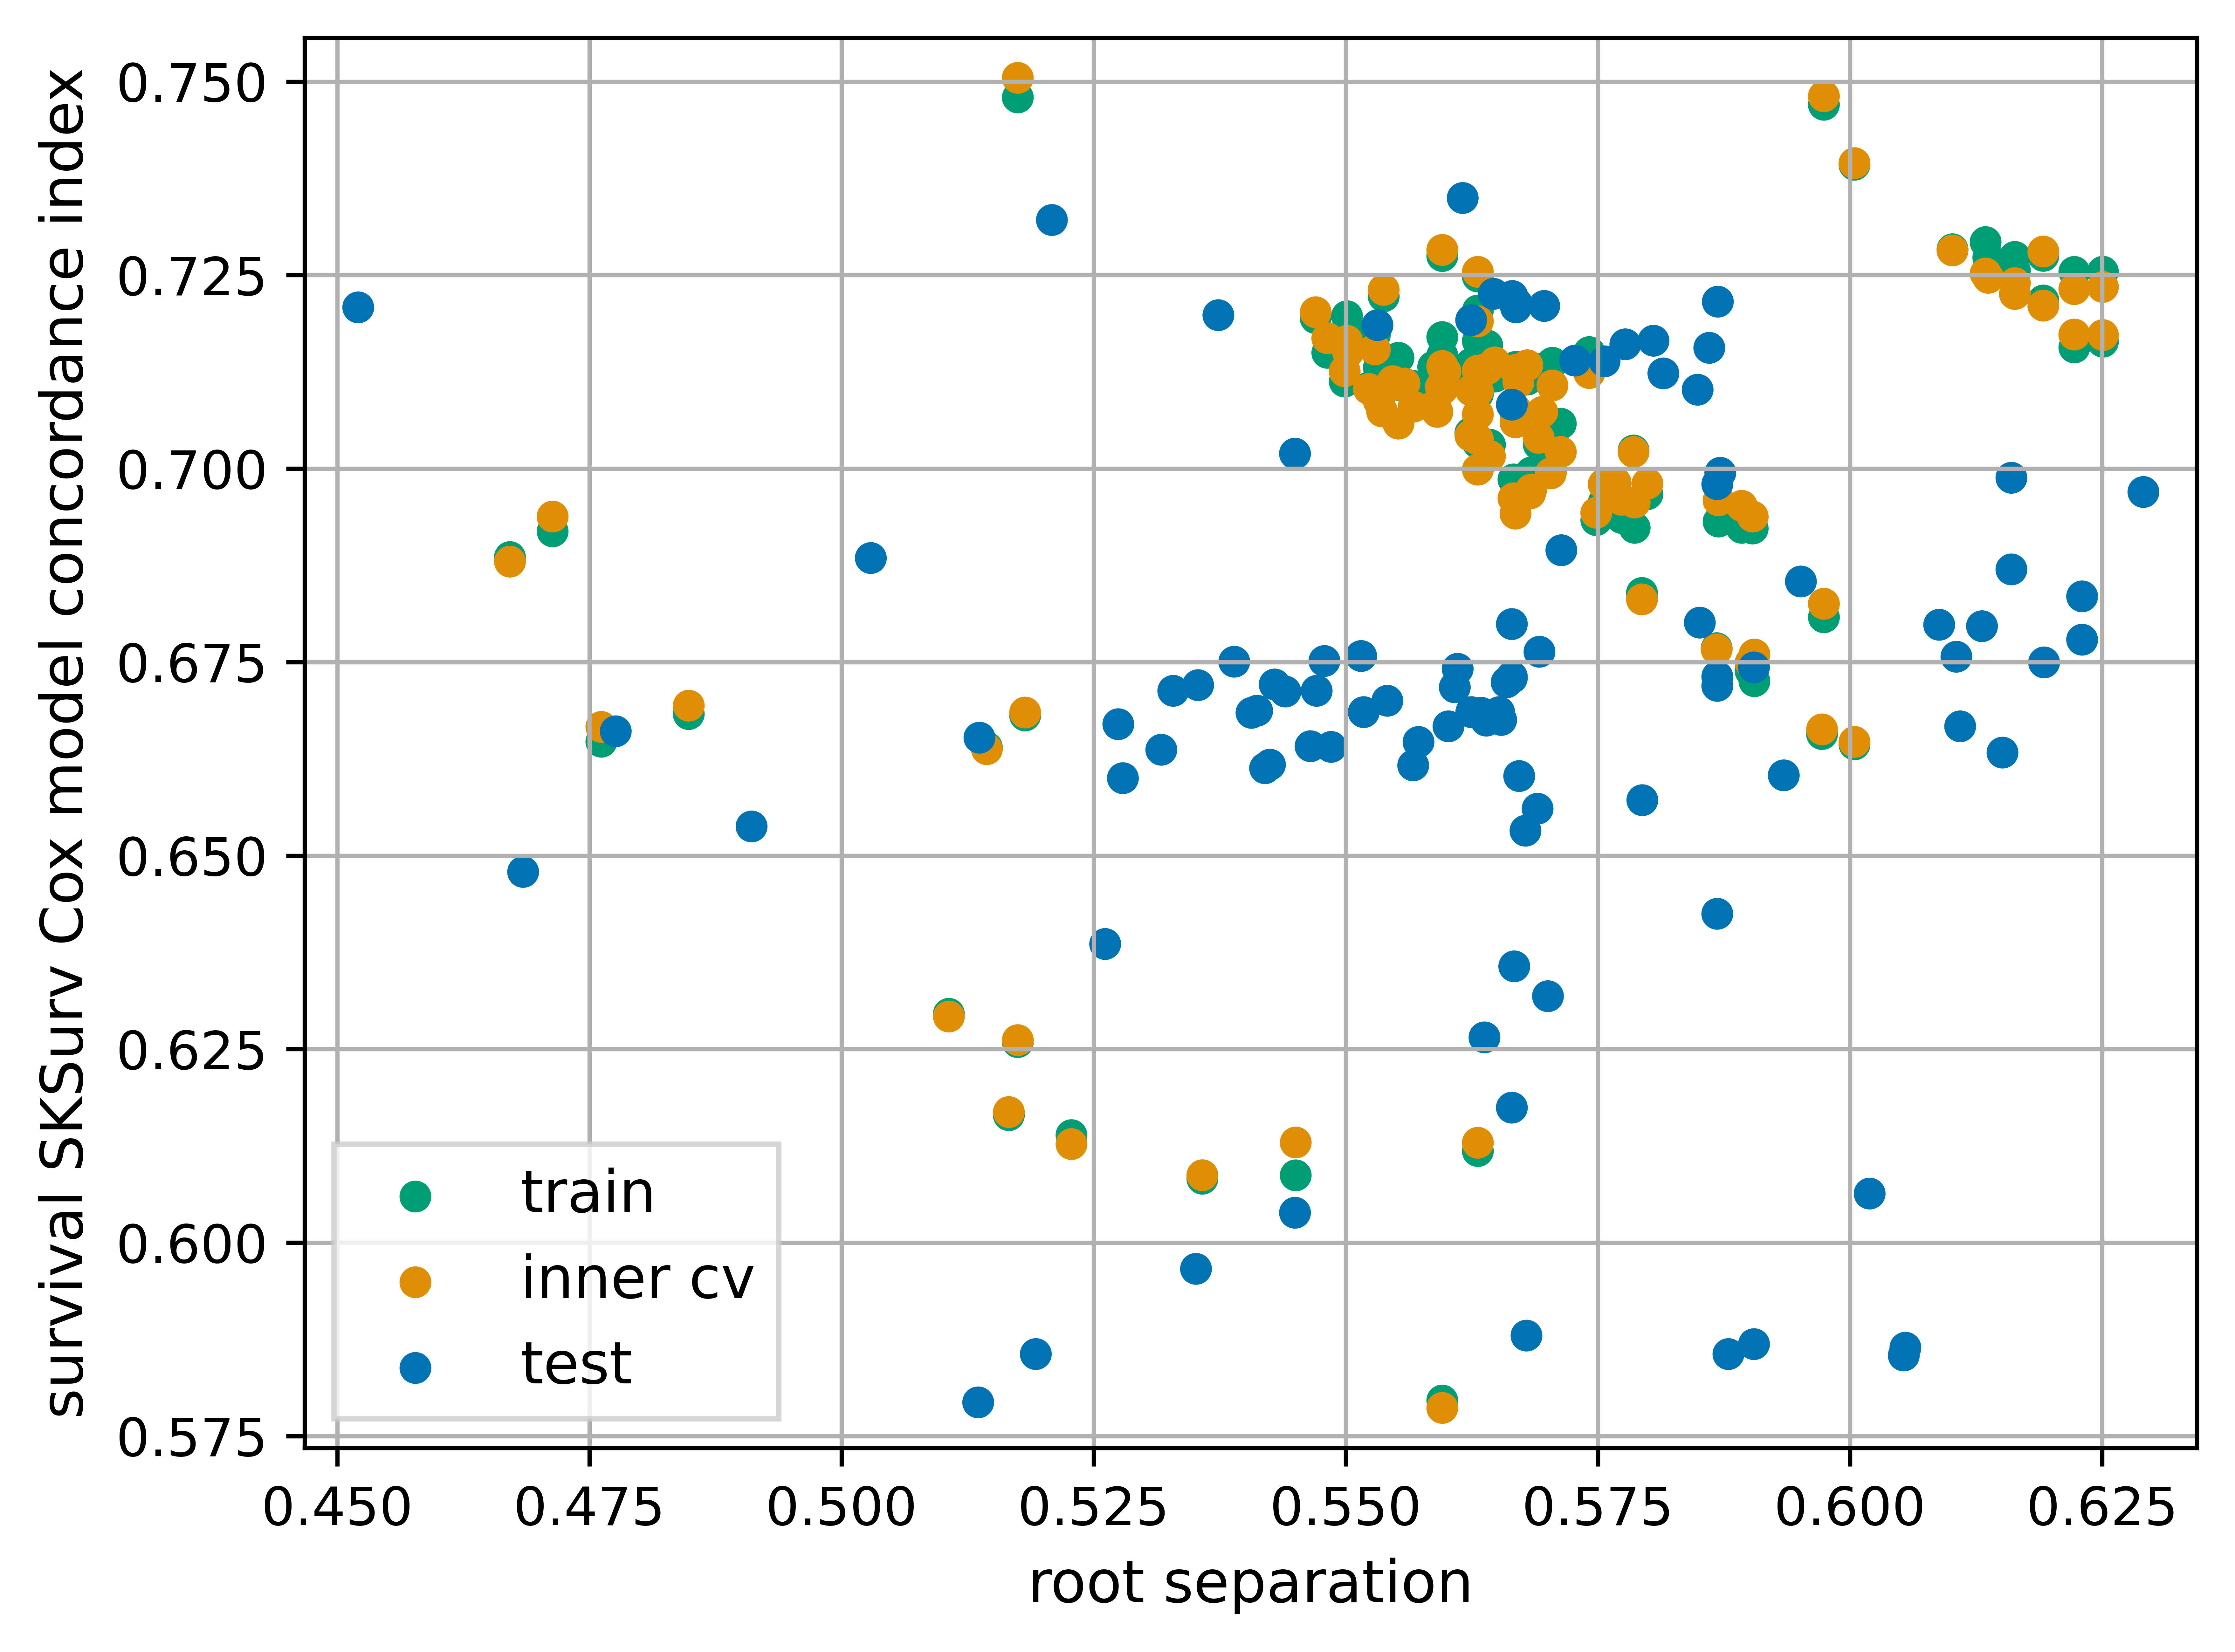 survival SKSurv Cox model concordance index
0.750
0.725
0.700
0.675
0.650
0.625
0.600
0.575
train
inner cv
test
0.450 0.475 0.500 0.525 0.550 0.575 0.600 0.625
root separation